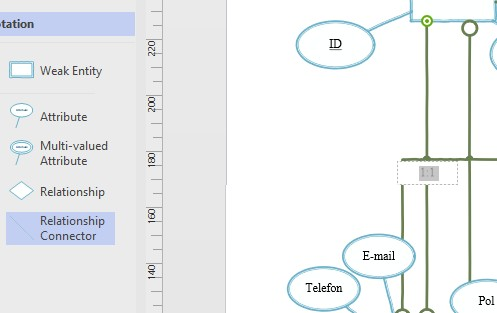 tation
Weak Entity
Attribute
Multi-valued
Attribute
Relationship
Relationship
Connector
220
200
180
160
140
ID
1:1
E-mail
Telefon
Pol